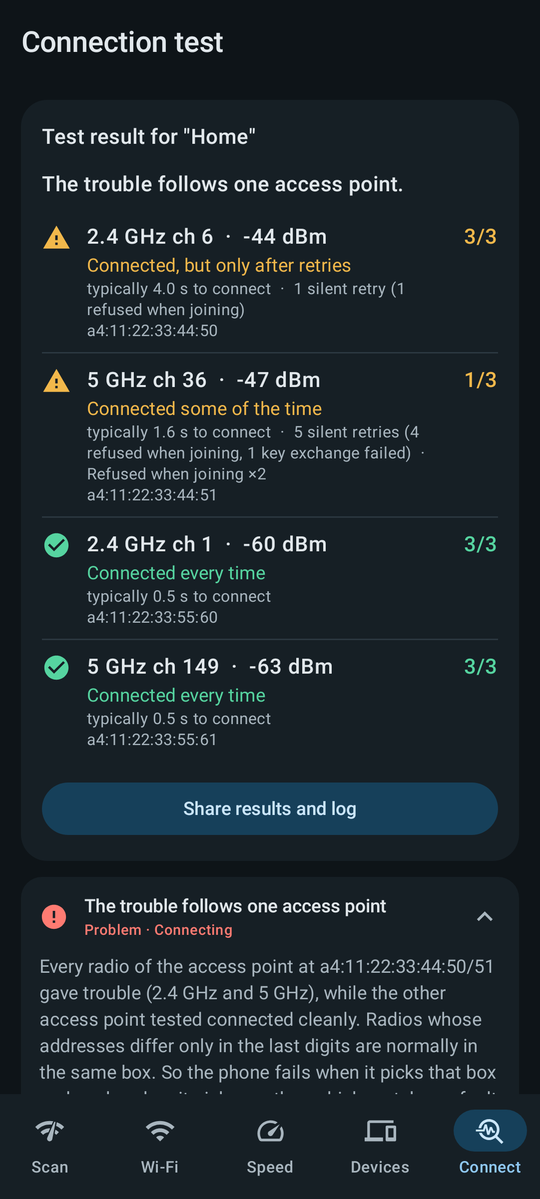 Connection test
Test result for "Home"
The trouble follows one access point.
2.4 GHz ch 6 · -44 dBm 3/3
Connected, but only after retries
typically 4.0 s to connect · 1 silent retry (1
refused when joining)
a4:11:22:33:44:50
5 GHz ch 36 · -47 dBm 1/3
Connected some of the time
typically 1.6 s to connect · 5 silent retries (4
refused when joining, 1 key exchange failed) ·
Refused when joining ×2
a4:11:22:33:44:51
2.4 GHz ch 1 · -60 dBm 3/3
Connected every time
typically 0.5 s to connect
a4:11:22:33:55:60
5 GHz ch 149 · -63 dBm 3/3
Connected every time
typically 0.5 s to connect
a4:11:22:33:55:61
Share results and log
The trouble follows one access point
Problem · Connecting
Every radio of the access point at a4:11:22:33:44:50/51
gave trouble (2.4 GHz and 5 GHz), while the other
access point tested connected cleanly. Radios whose
addresses differ only in the last digits are normally in
the same box. So the phone fails when it picks that box
Scan Wi-Fi Speed Devices Connect